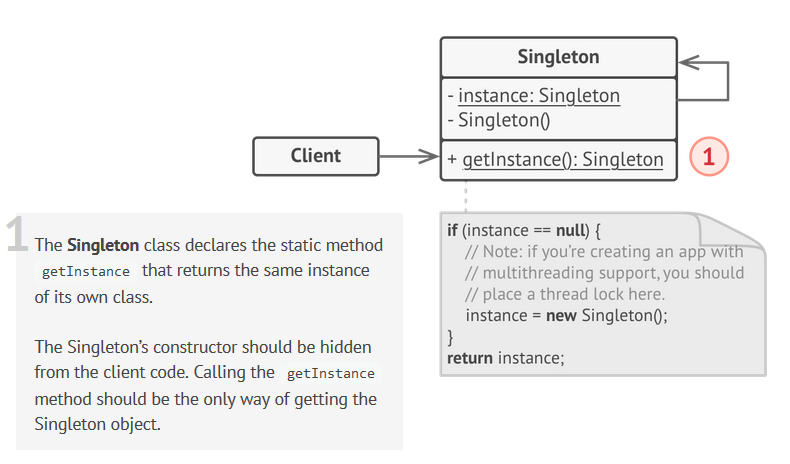 Singleton
- instance: Singleton
- Singleton()
Client
+ getInstance(): Singleton
1
if (instance == null) {
// Note: if you're creating an app with
// multithreading support, you should
// place a thread lock here.
instance = new Singleton();
}
return instance;
1
The Singleton class declares the static method
getInstance that returns the same instance
of its own class.
The Singleton's constructor should be hidden
from the client code. Calling the getInstance
method should be the only way of getting the
Singleton object.